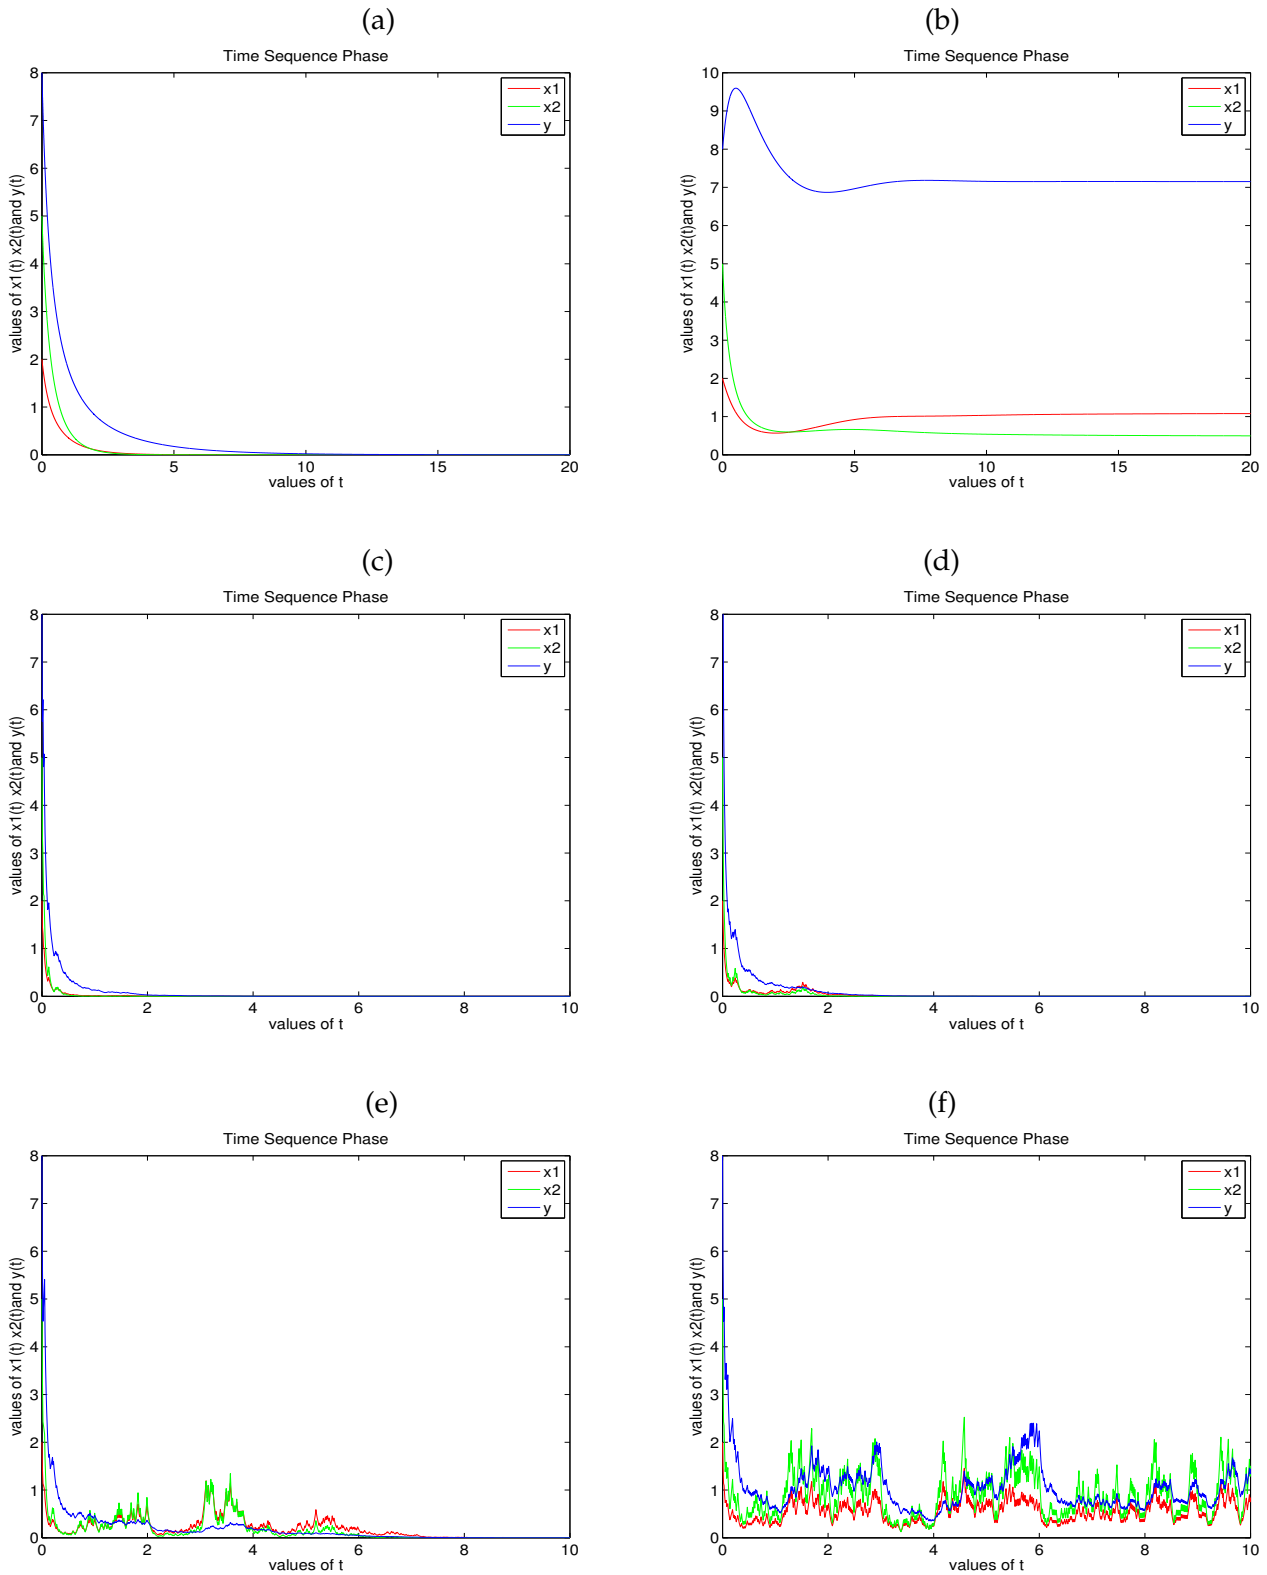 (a)
Time Sequence Phase
values of x1(t) x2(t)and y(t)
8
7
6
5
4
3
2
1
0
0 5 10 15 20
values of t
x1
x2
y
(b)
Time Sequence Phase
values of x1(t) x2(t)and y(t)
10
9
8
7
6
5
4
3
2
1
0
0 5 10 15 20
values of t
x1
x2
y
(c)
Time Sequence Phase
values of x1(t) x2(t)and y(t)
8
7
6
5
4
3
2
1
0
0 2 4 6 8 10
values of t
x1
x2
y
(d)
Time Sequence Phase
values of x1(t) x2(t)and y(t)
8
7
6
5
4
3
2
1
0
0 2 4 6 8 10
values of t
x1
x2
y
(e)
Time Sequence Phase
values of x1(t) x2(t)and y(t)
8
7
6
5
4
3
2
1
0
0 2 4 6 8 10
values of t
x1
x2
y
(f)
Time Sequence Phase
values of x1(t) x2(t)and y(t)
8
7
6
5
4
3
2
1
0
0 2 4 6 8 10
values of t
x1
x2
y